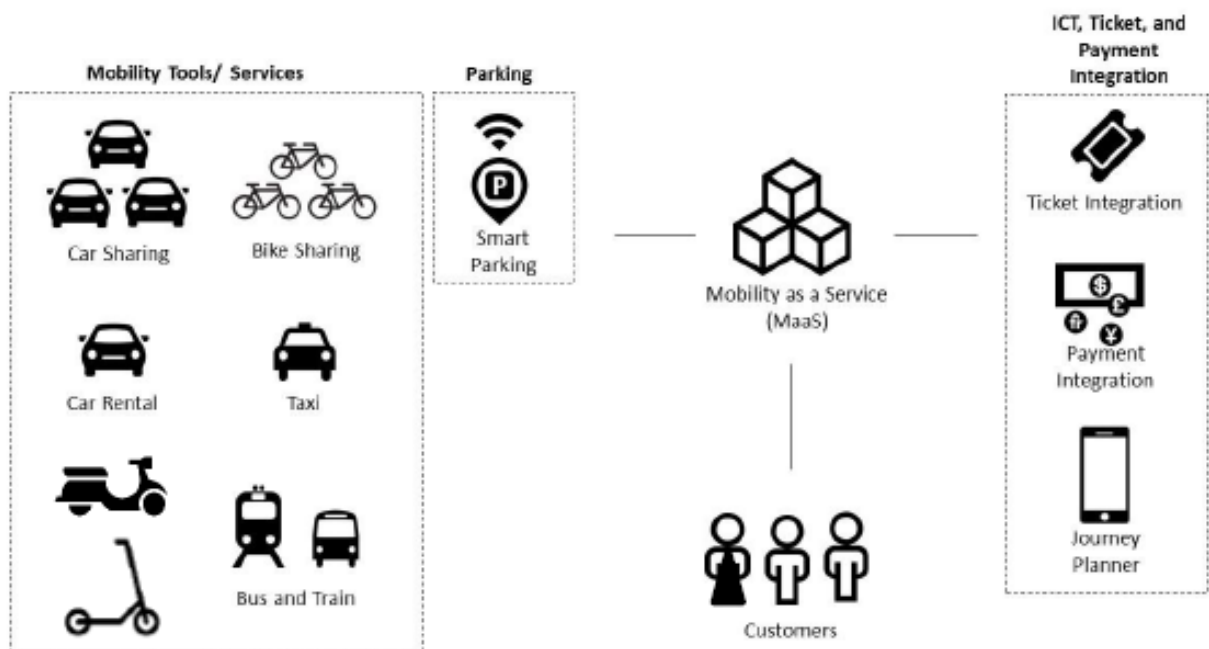 Mobility Tools/ Services
Car Sharing
Bike Sharing
Car Rental
Taxi
Bus and Train
Parking
P
Smart
Parking
Mobility as a Service
(MaaS)
Customers
ICT, Ticket, and
Payment
Integration
Ticket Integration
$
£
¥
Payment
Integration
Journey
Planner